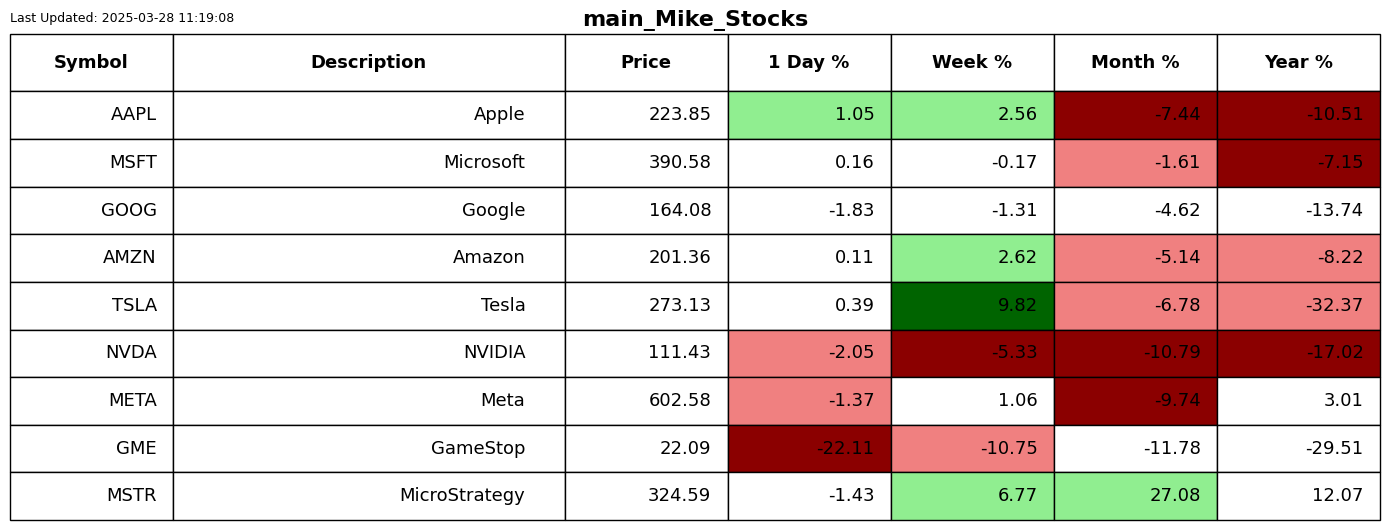 Last Updated: 2025-03-28 11:19:08
main_Mike_Stocks
Symbol Description Price 1 Day % Week % Month % Year %
AAPL Apple 223.85 1.05 2.56 -7.44 -10.51
MSFT Microsoft 390.58 0.16 -0.17 -1.61 -7.15
GOOG Google 164.08 -1.83 -1.31 -4.62 -13.74
AMZN Amazon 201.36 0.11 2.62 -5.14 -8.22
TSLA Tesla 273.13 0.39 9.82 -6.78 -32.37
NVDA NVIDIA 111.43 -2.05 -5.33 -10.79 -17.02
META Meta 602.58 -1.37 1.06 -9.74 3.01
GME GameStop 22.09 -22.11 -10.75 -11.78 -29.51
MSTR MicroStrategy 324.59 -1.43 6.77 27.08 12.07